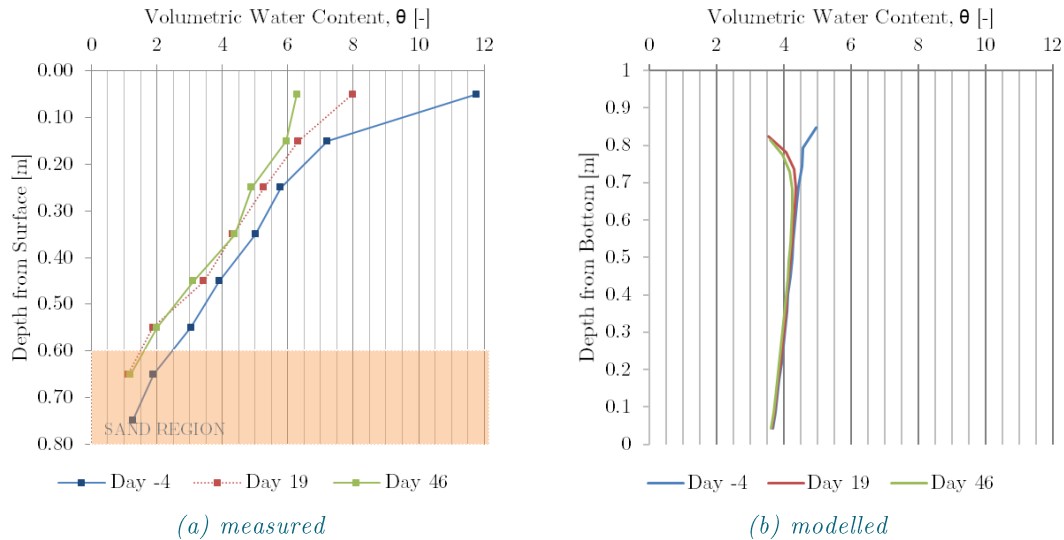 Volumetric Water Content, θ [-]
0 2 4 6 8 10 12
0.00
0.10
0.20
0.30
0.40
0.50
0.60
0.70
0.80
Depth from Surface [m]
SAND REGION
Day -4 Day 19 Day 46
(a) measured
Volumetric Water Content, θ [-]
0 2 4 6 8 10 12
1
0.9
0.8
0.7
0.6
0.5
0.4
0.3
0.2
0.1
0
Depth from Bottom [m]
Day -4 Day 19 Day 46
(b) modelled